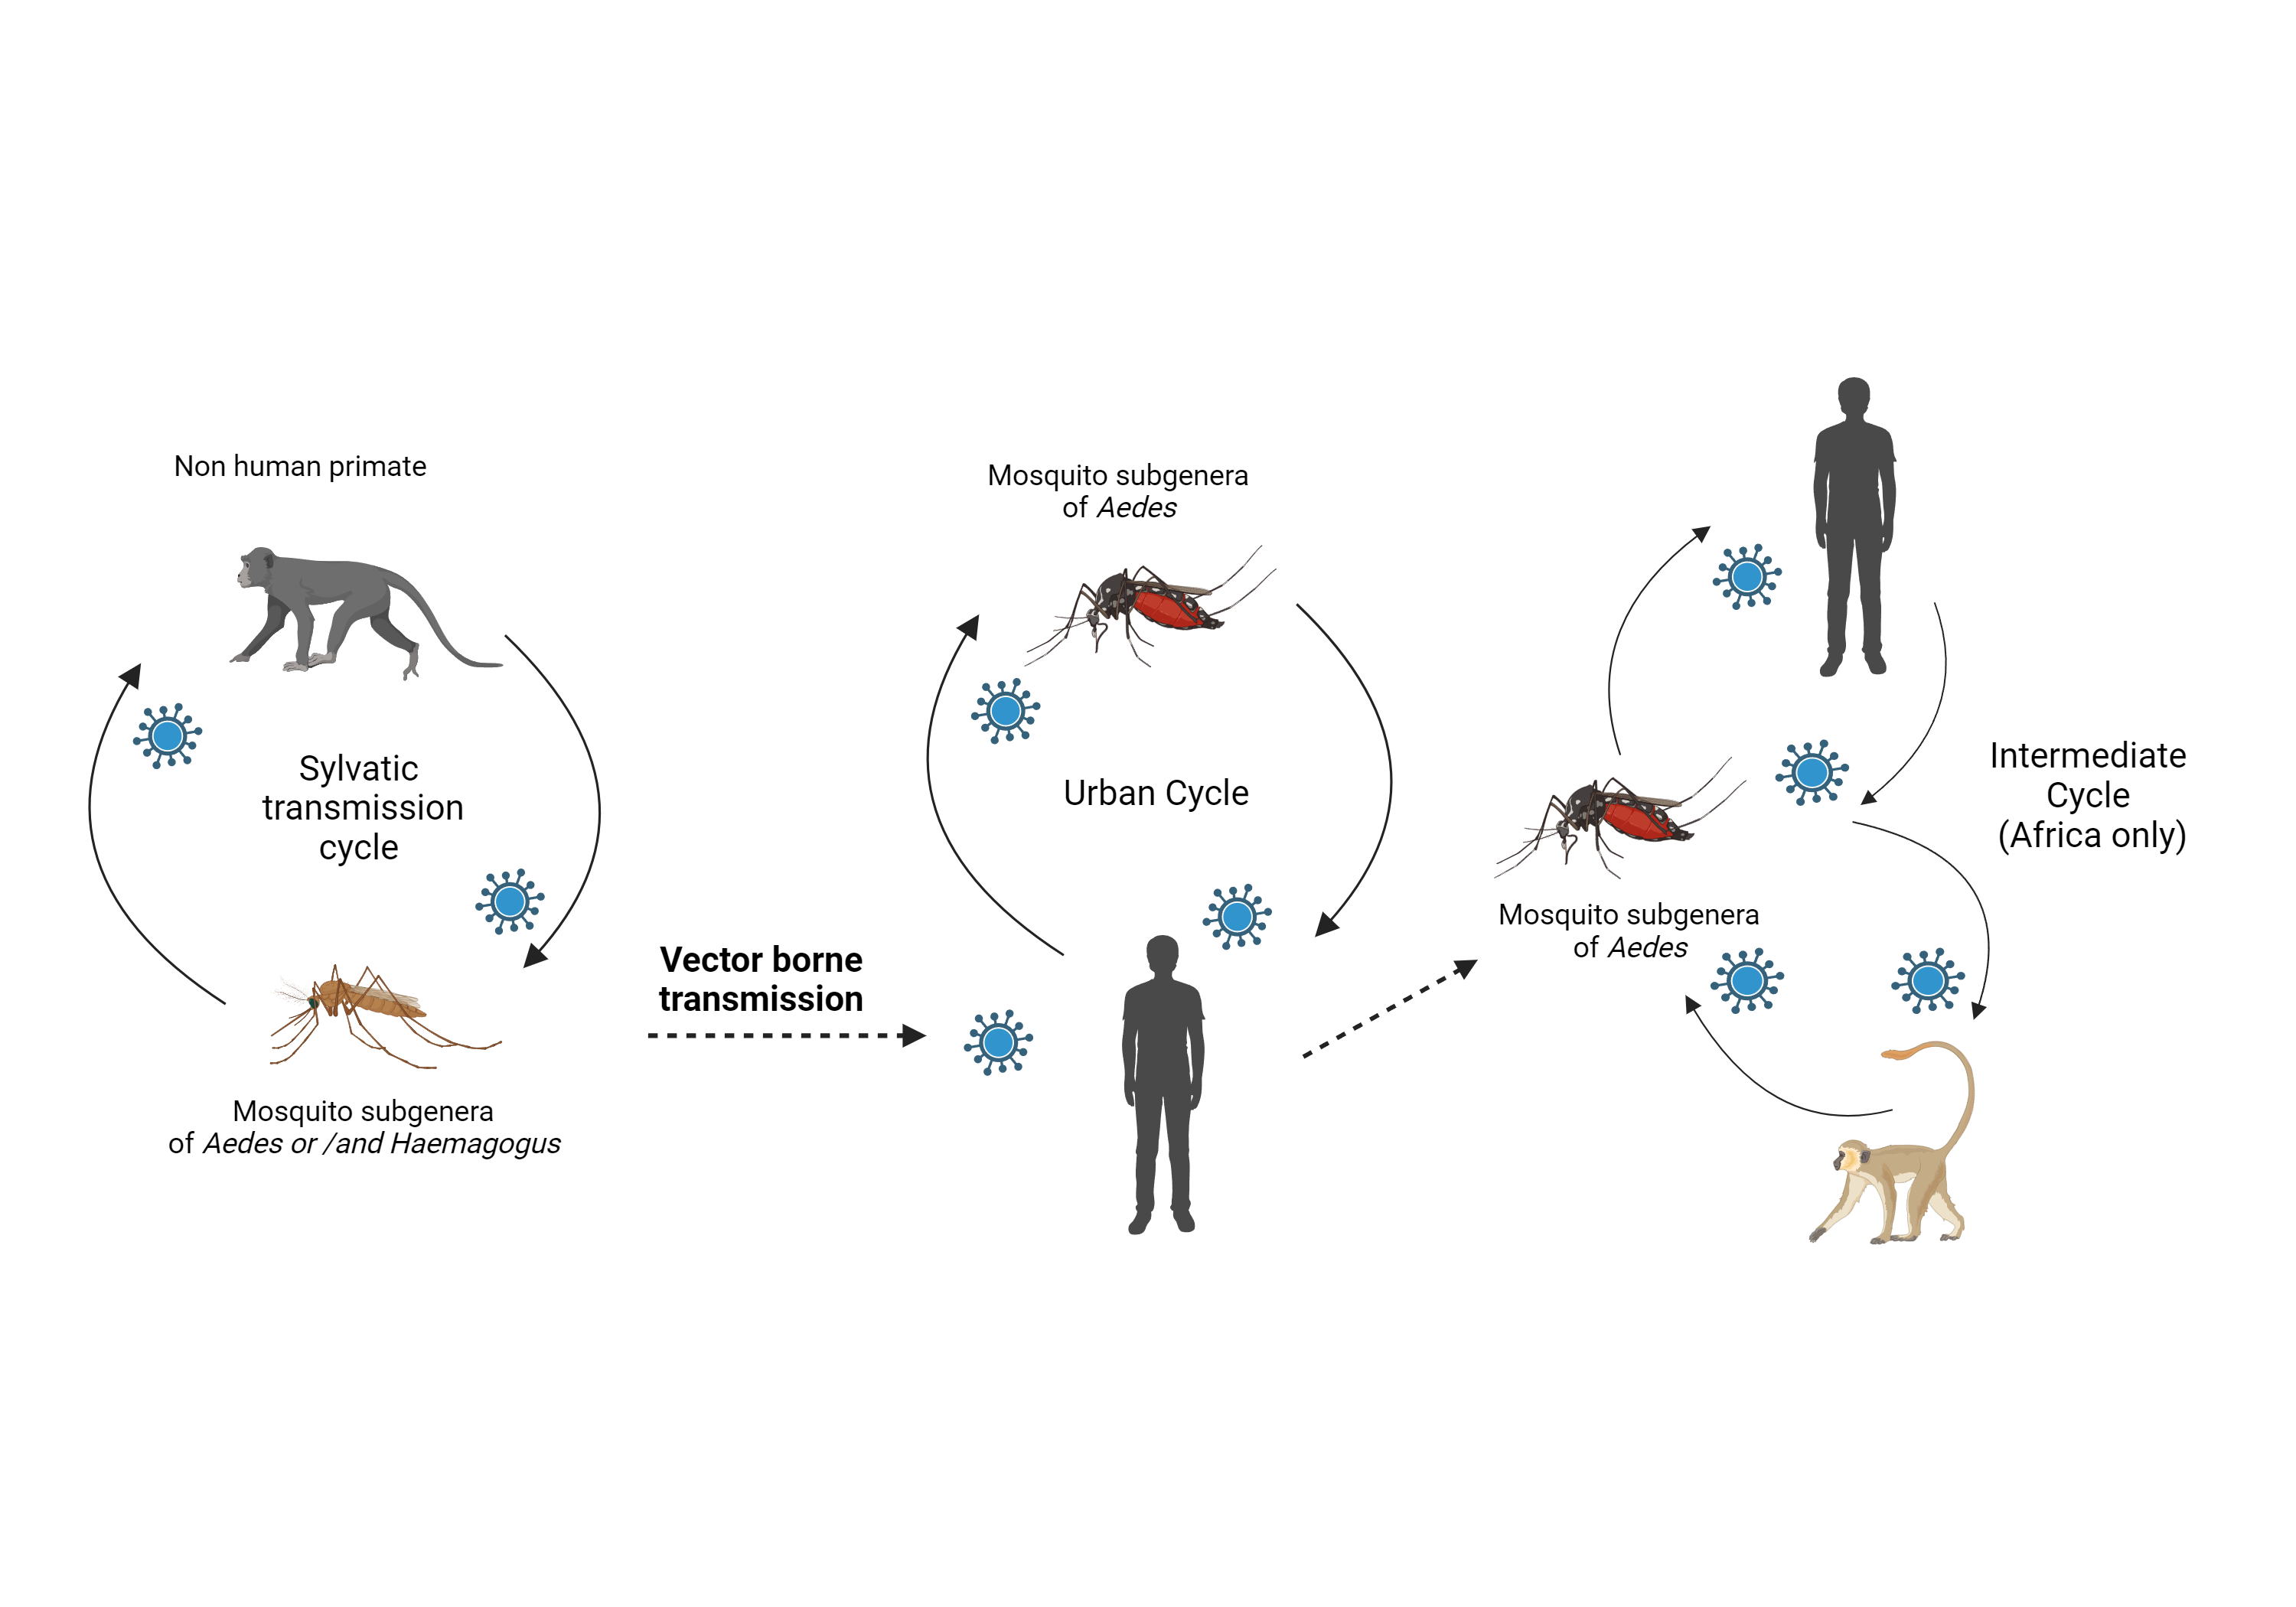 Non human primate
Sylvatic
transmission
cycle
Mosquito subgenera
of Aedes or /and Haemagogus
Vector borne
transmission
Mosquito subgenera
of Aedes
Urban Cycle
Mosquito subgenera
of Aedes
Intermediate
Cycle
(Africa only)